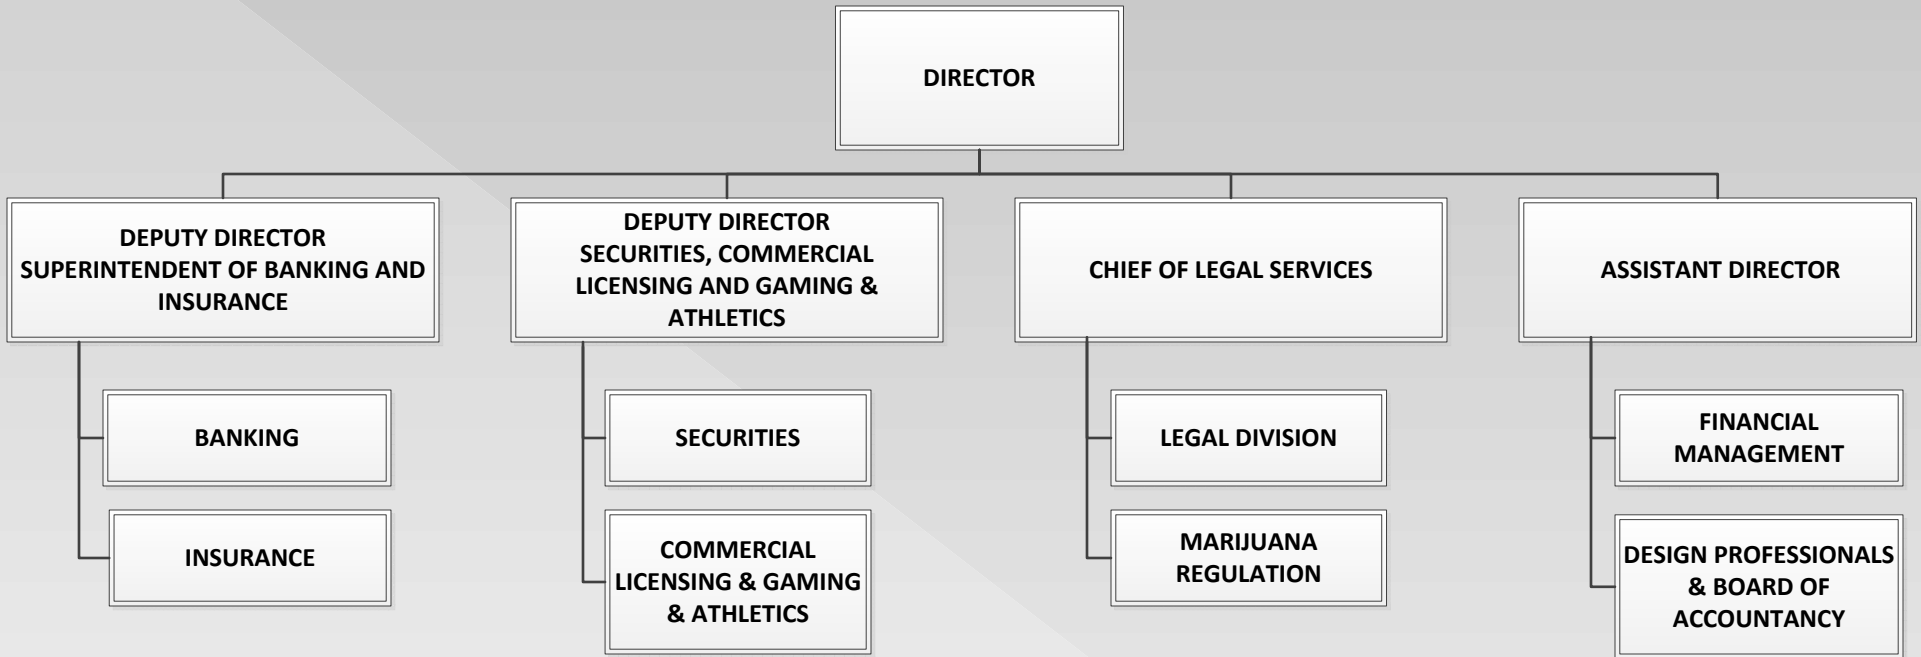 DIRECTOR
DEPUTY DIRECTOR
SUPERINTENDENT OF BANKING AND
INSURANCE
DEPUTY DIRECTOR
SECURITIES, COMMERCIAL
LICENSING AND GAMING &
ATHLETICS
CHIEF OF LEGAL SERVICES
ASSISTANT DIRECTOR
BANKING
SECURITIES
LEGAL DIVISION
FINANCIAL
MANAGEMENT
INSURANCE
COMMERCIAL
LICENSING & GAMING
& ATHLETICS
MARIJUANA
REGULATION
DESIGN PROFESSIONALS
& BOARD OF
ACCOUNTANCY